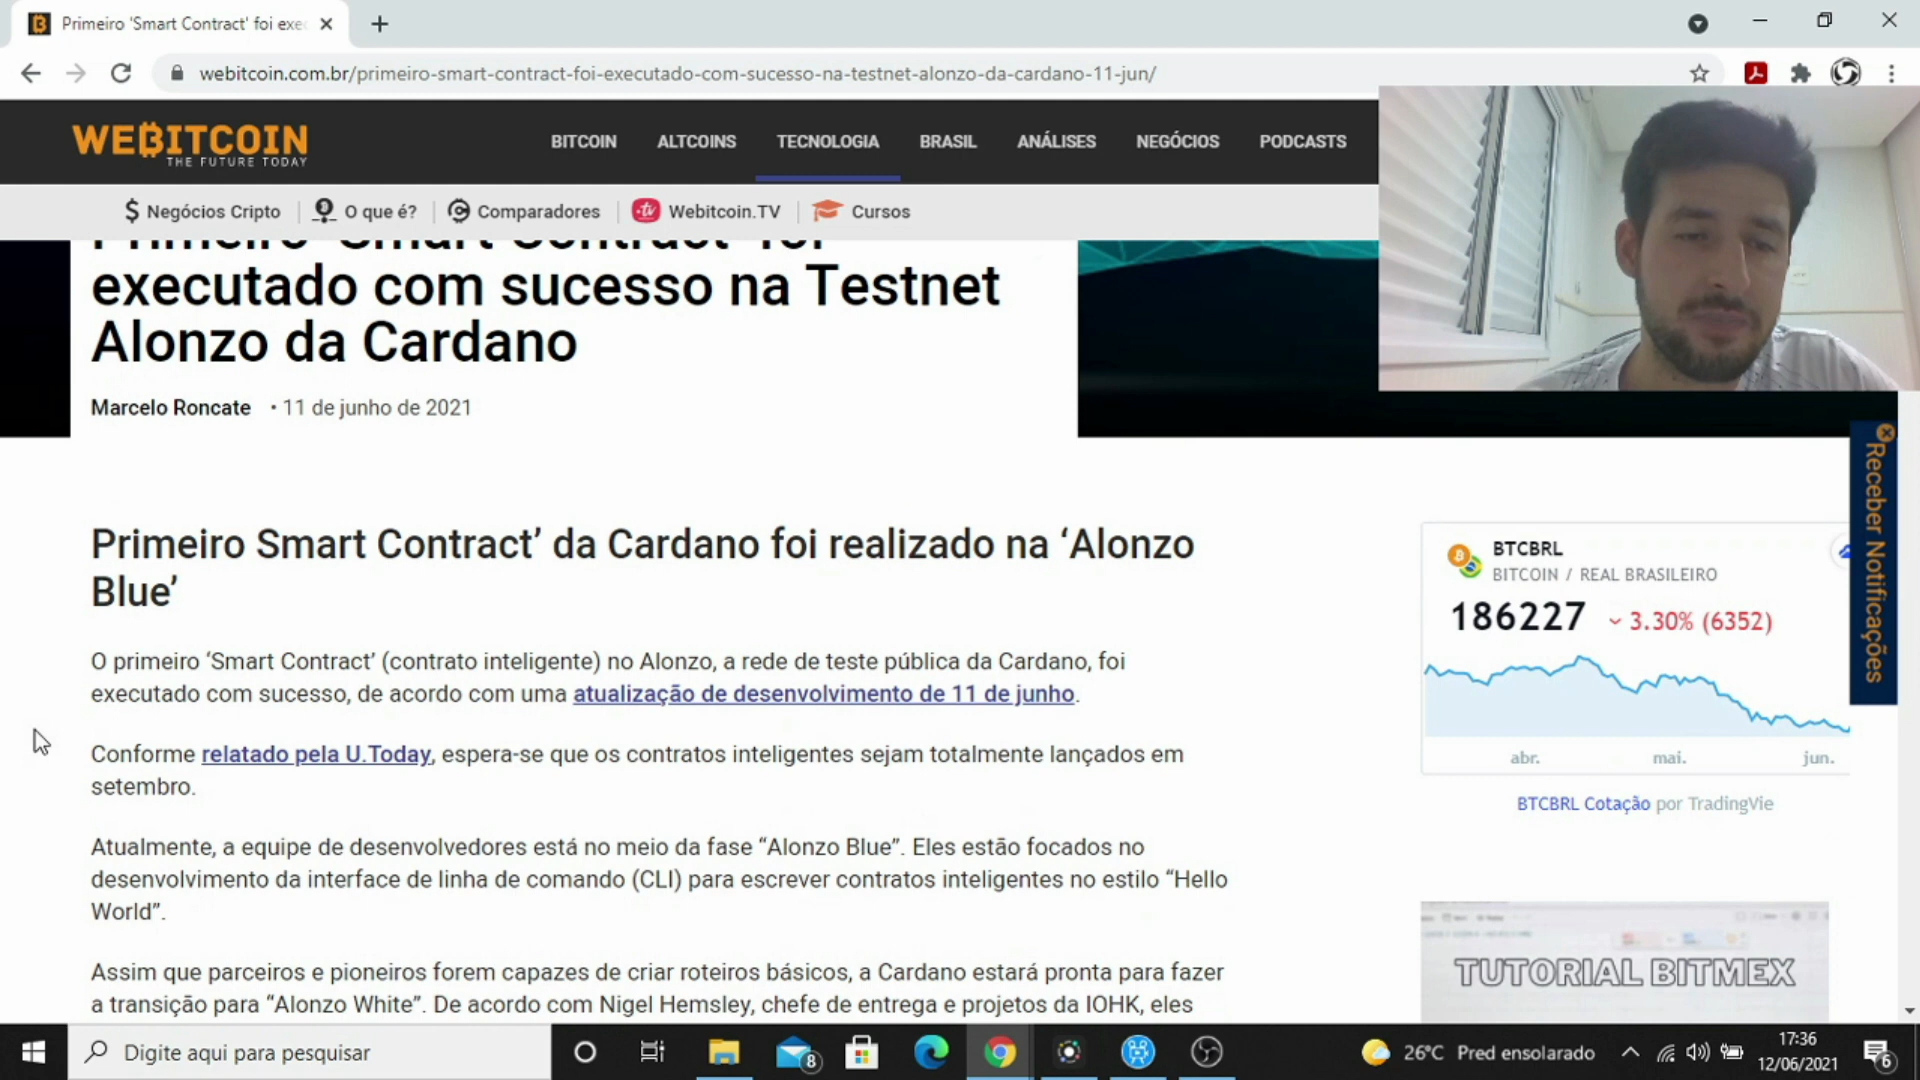 Primeiro 'Smart Contract' foi exe
webitcoin.com.br/primeiro-smart-contract-foi-executado-com-sucesso-na-testnet-alonzo-da-cardano-11-jun/
WEBITCOIN
THE FUTURE TODAY
BITCOIN ALTCOINS TECNOLOGIA BRASIL ANÁLISES NEGÓCIOS PODCASTS
Negócios Cripto O que é? Comparadores Webitcoin.TV Cursos
Primeiro 'Smart Contract' foi
executado com sucesso na Testnet
Alonzo da Cardano
Marcelo Roncate • 11 de junho de 2021
Receber Notificações
Primeiro Smart Contract’ da Cardano foi realizado na ‘Alonzo
Blue’
O primeiro ‘Smart Contract’ (contrato inteligente) no Alonzo, a rede de teste pública da Cardano, foi
executado com sucesso, de acordo com uma atualização de desenvolvimento de 11 de junho.
Conforme relatado pela U.Today, espera-se que os contratos inteligentes sejam totalmente lançados em
setembro.
Atualmente, a equipe de desenvolvedores está no meio da fase “Alonzo Blue”. Eles estão focados no
desenvolvimento da interface de linha de comando (CLI) para escrever contratos inteligentes no estilo “Hello
World”.
Assim que parceiros e pioneiros forem capazes de criar roteiros básicos, a Cardano estará pronta para fazer
a transição para “Alonzo White”. De acordo com Nigel Hemsley, chefe de entrega e projetos da IOHK, eles
BTCBRL
BITCOIN / REAL BRASILEIRO
186227 3.30% (6352)
abr. mai. jun.
BTCBRL Cotação por TradingVie
TUTORIAL BITMEX
Digite aqui para pesquisar
8
26°C Pred ensolarado
17:36
12/06/2021
6